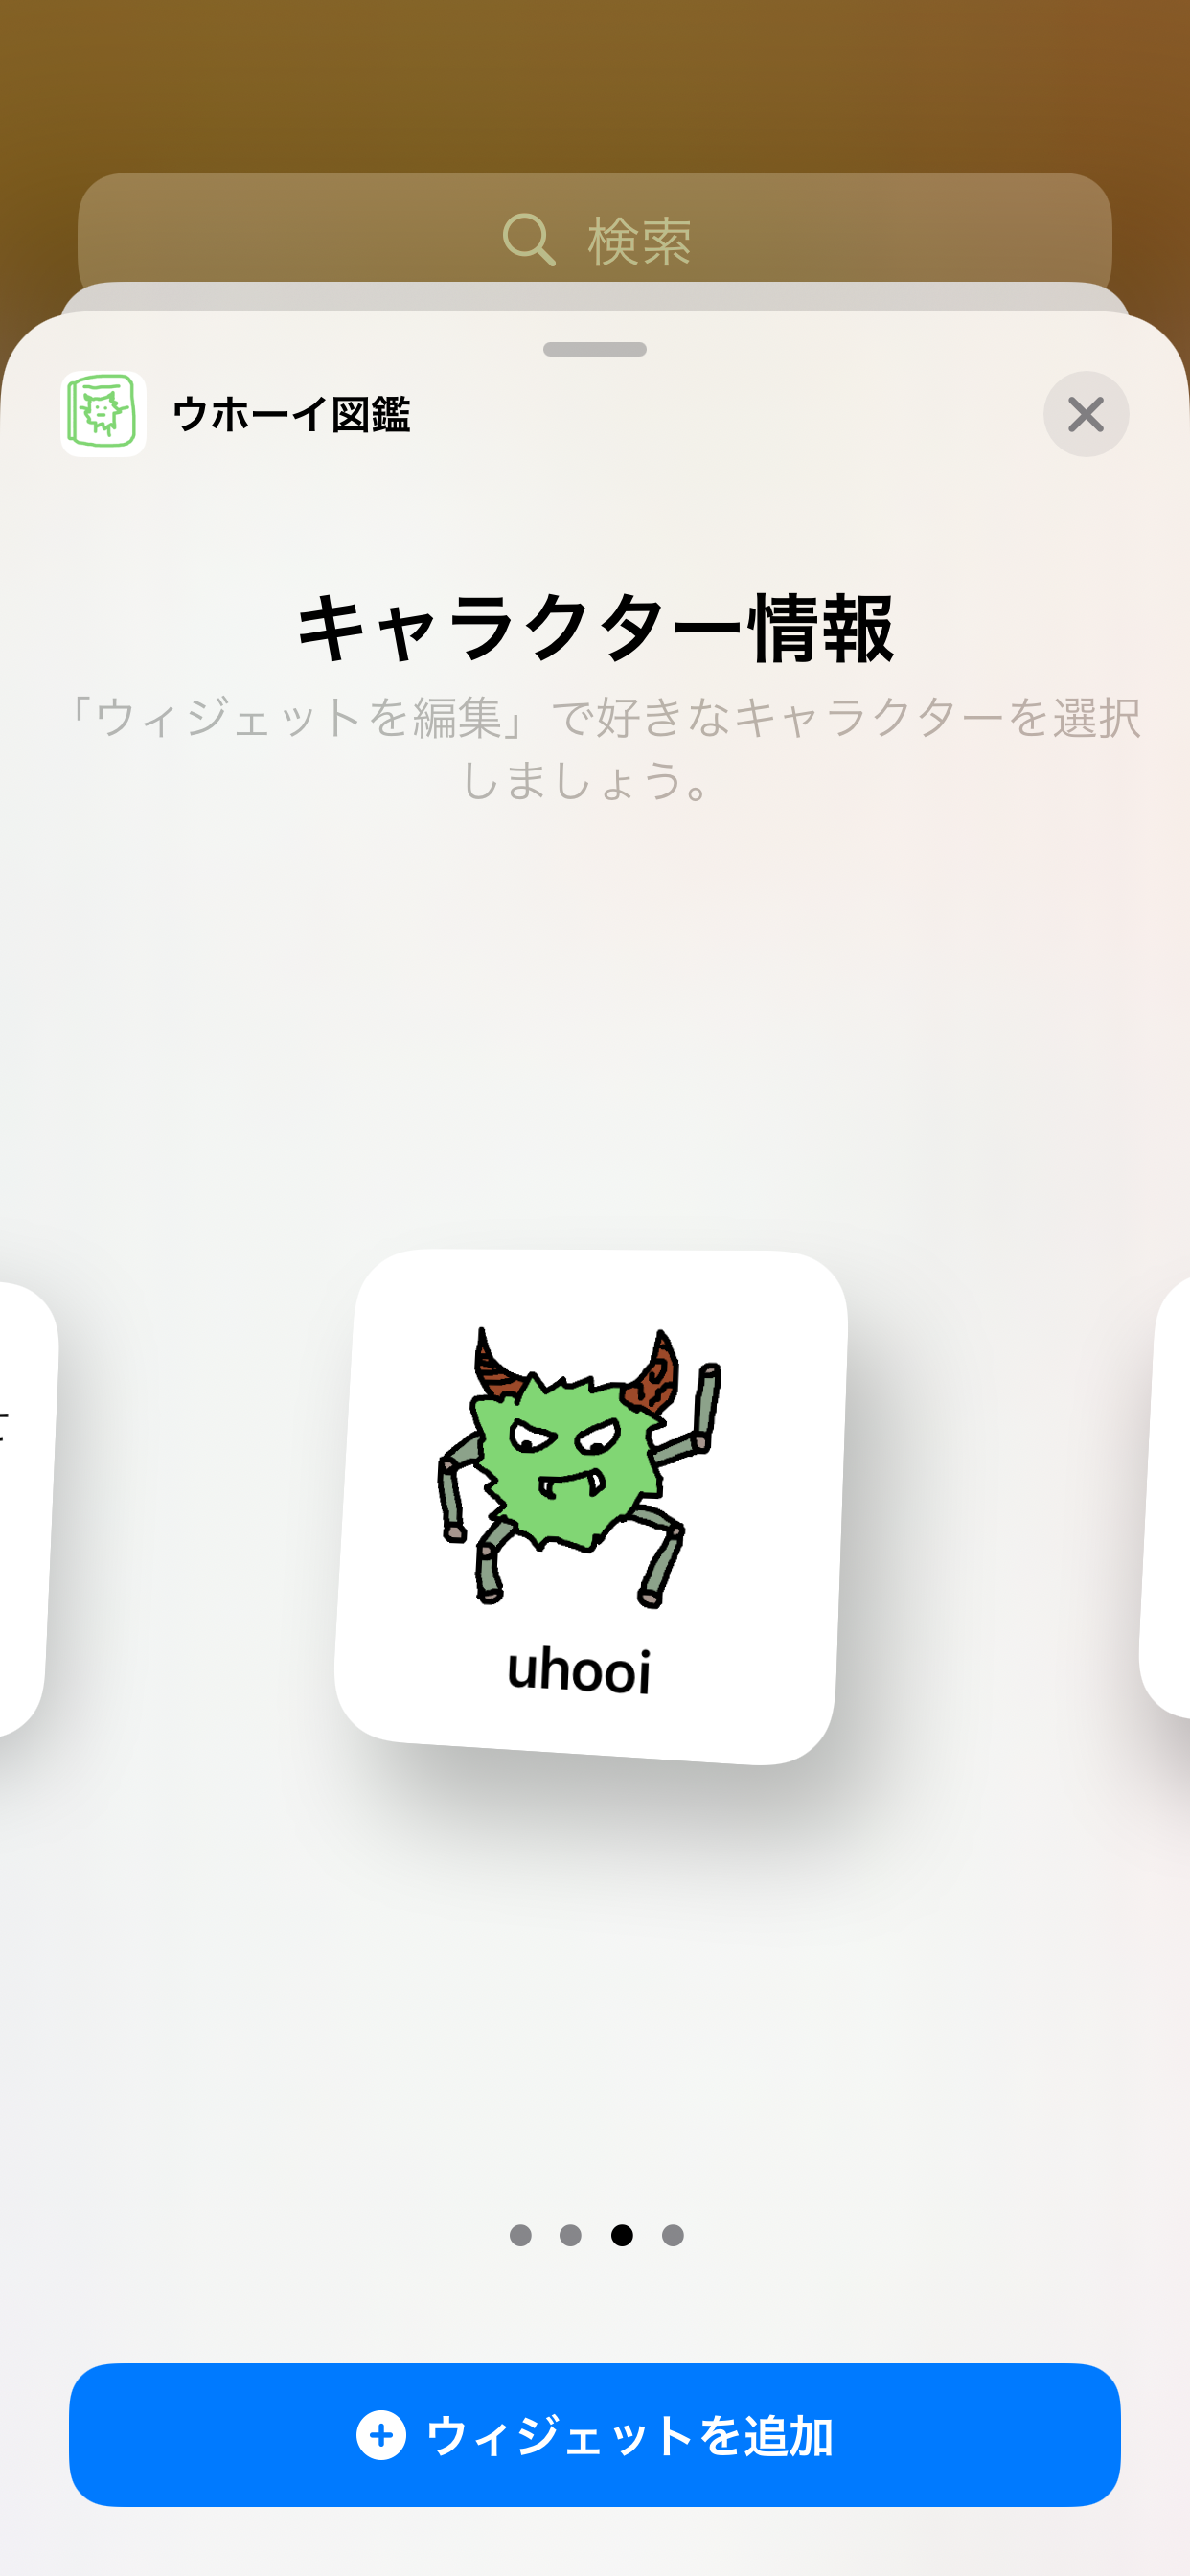 検索
ウホーイ図鑑
キャラクター情報
「ウィジェットを編集」で好きなキャラクターを選択
しましょう。
uhooi
ウィジェットを追加